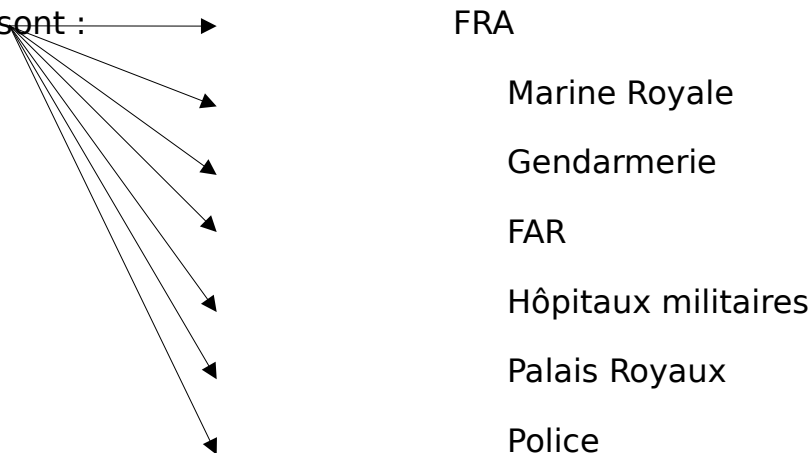 sont : FRA
Marine Royale
Gendarmerie
FAR
Hôpitaux militaires
Palais Royaux
Police